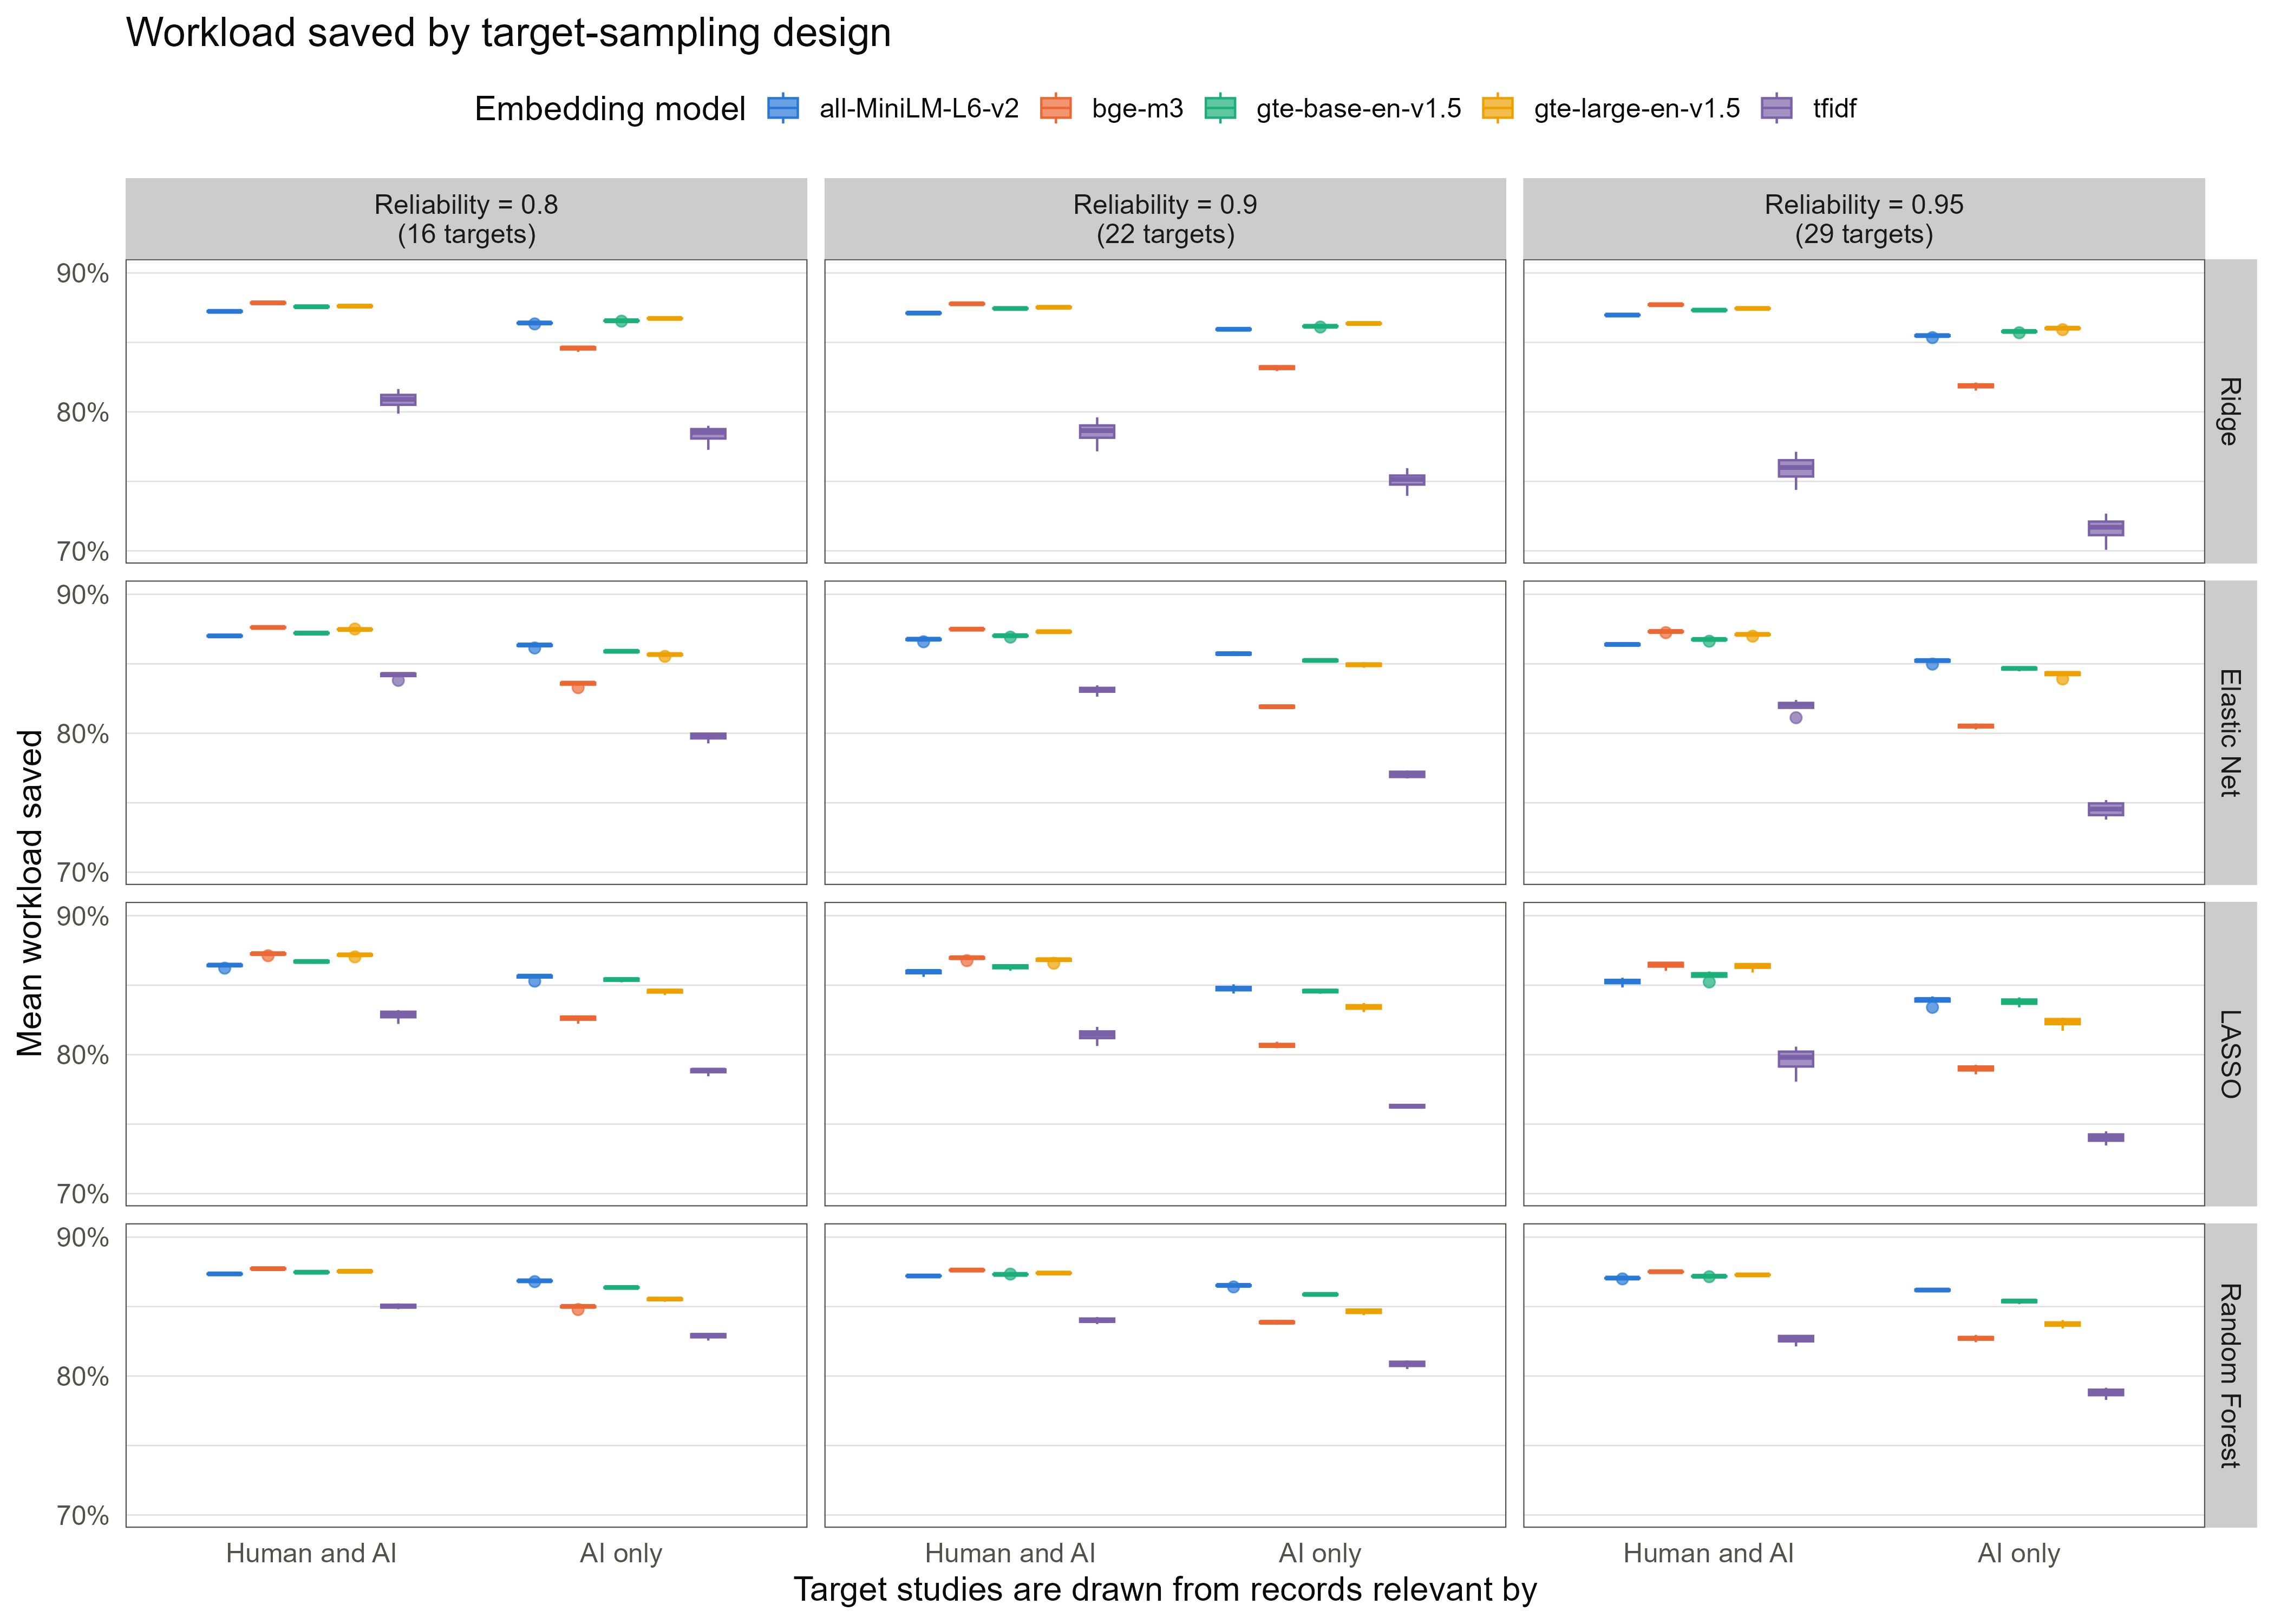 Workload saved by target-sampling design
Embedding model all-MiniLM-L6-v2 bge-m3 gte-base-en-v1.5 gte-large-en-v1.5 tfidf
Reliability = 0.8
(16 targets)
Reliability = 0.9
(22 targets)
Reliability = 0.95
(29 targets)
Mean workload saved
90%
80%
70%
Ridge
90%
80%
70%
Elastic Net
90%
80%
70%
LASSO
90%
80%
70%
Random Forest
Human and AI AI only Human and AI AI only Human and AI AI only
Target studies are drawn from records relevant by